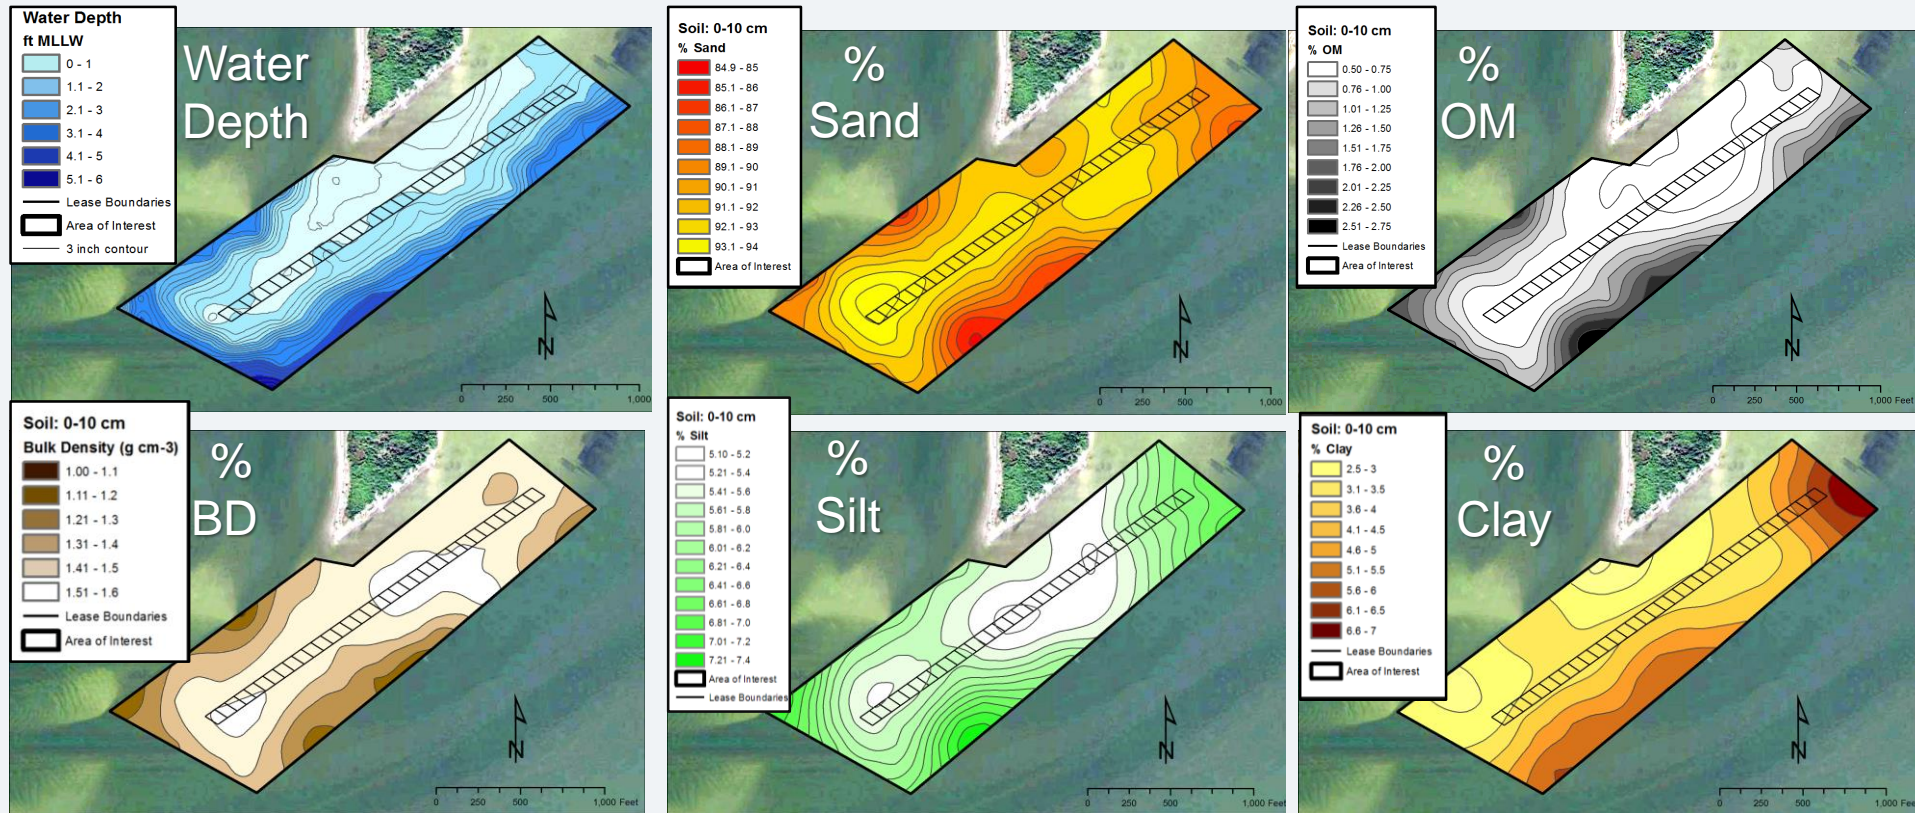 Water Depth
ft MLLW
0 - 1
1.1 - 2
2.1 - 3
3.1 - 4
4.1 - 5
5.1 - 6
Lease Boundaries
Area of Interest
3 inch contour
Water
Depth
N
0 250 500 1,000
Soil: 0-10 cm
% Sand
84.9 - 85
85.1 - 86
86.1 - 87
87.1 - 88
88.1 - 89
89.1 - 90
90.1 - 91
91.1 - 92
92.1 - 93
93.1 - 94
Area of Interest
%
Sand
N
0 250 500 1,000
Soil: 0-10 cm
% OM
0.50 - 0.75
0.76 - 1.00
1.01 - 1.25
1.26 - 1.50
1.51 - 1.75
1.76 - 2.00
2.01 - 2.25
2.26 - 2.50
2.51 - 2.75
Lease Boundaries
Area of Interest
%
OM
N
0 250 500 1,000 Feet
Soil: 0-10 cm
Bulk Density (g cm-3)
1.00 - 1.1
1.11 - 1.2
1.21 - 1.3
1.31 - 1.4
1.41 - 1.5
1.51 - 1.6
Lease Boundaries
Area of Interest
%
BD
N
0 250 500 1,000 Feet
Soil: 0-10 cm
% Silt
5.10 - 5.2
5.21 - 5.4
5.41 - 5.6
5.61 - 5.8
5.81 - 6.0
6.01 - 6.2
6.21 - 6.4
6.41 - 6.6
6.61 - 6.8
6.81 - 7.0
7.01 - 7.2
7.21 - 7.4
Area of Interest
Lease Boundaries
%
Silt
N
0 250 500 1,000 Feet
Soil: 0-10 cm
% Clay
2.5 - 3
3.1 - 3.5
3.6 - 4
4.1 - 4.5
4.6 - 5
5.1 - 5.5
5.6 - 6
6.1 - 6.5
6.6 - 7
Lease Boundaries
Area of Interest
%
Clay
N
0 250 500 1,000 Fe